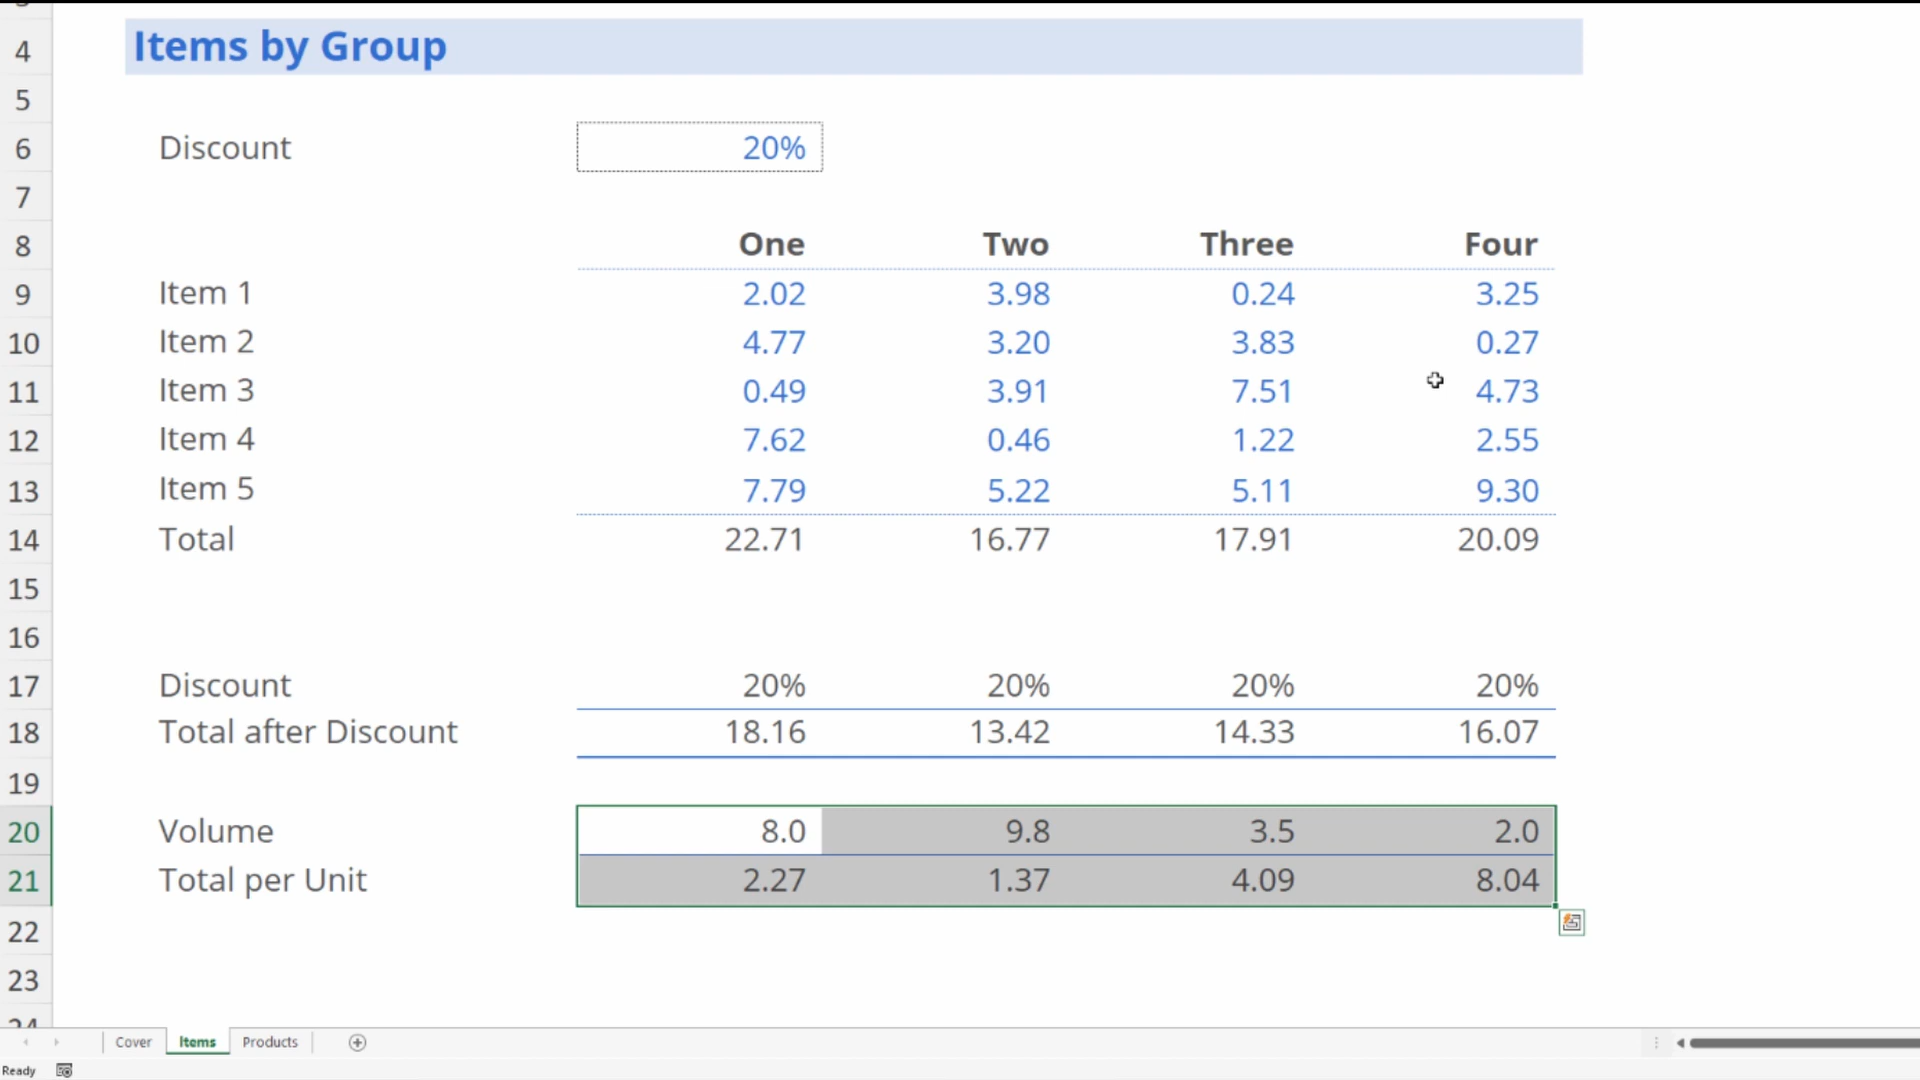 4 Items by Group
5
6 Discount 20%
7
8 One Two Three Four
9 Item 1 2.02 3.98 0.24 3.25
10 Item 2 4.77 3.20 3.83 0.27
11 Item 3 0.49 3.91 7.51 4.73
12 Item 4 7.62 0.46 1.22 2.55
13 Item 5 7.79 5.22 5.11 9.30
14 Total 22.71 16.77 17.91 20.09
15
16
17 Discount 20% 20% 20% 20%
18 Total after Discount 18.16 13.42 14.33 16.07
19
20 Volume 8.0 9.8 3.5 2.0
21 Total per Unit 2.27 1.37 4.09 8.04
22
23
24
Cover Items Products
Ready